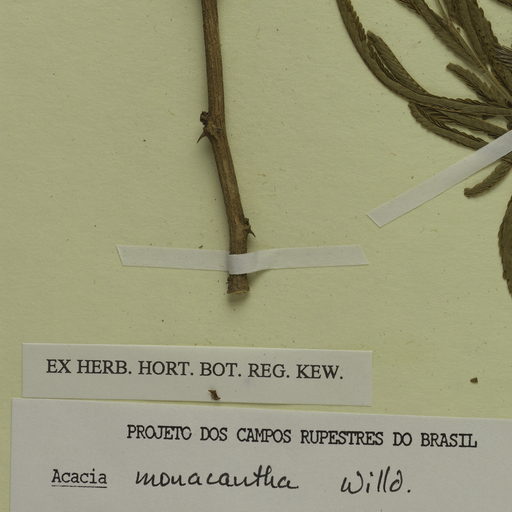 EX HERB. HORT. BOT. REG. KEW.
PROJETO DOS CAMPOS RUPESTRES DO BRASIL
Acacia monacantha Willd.